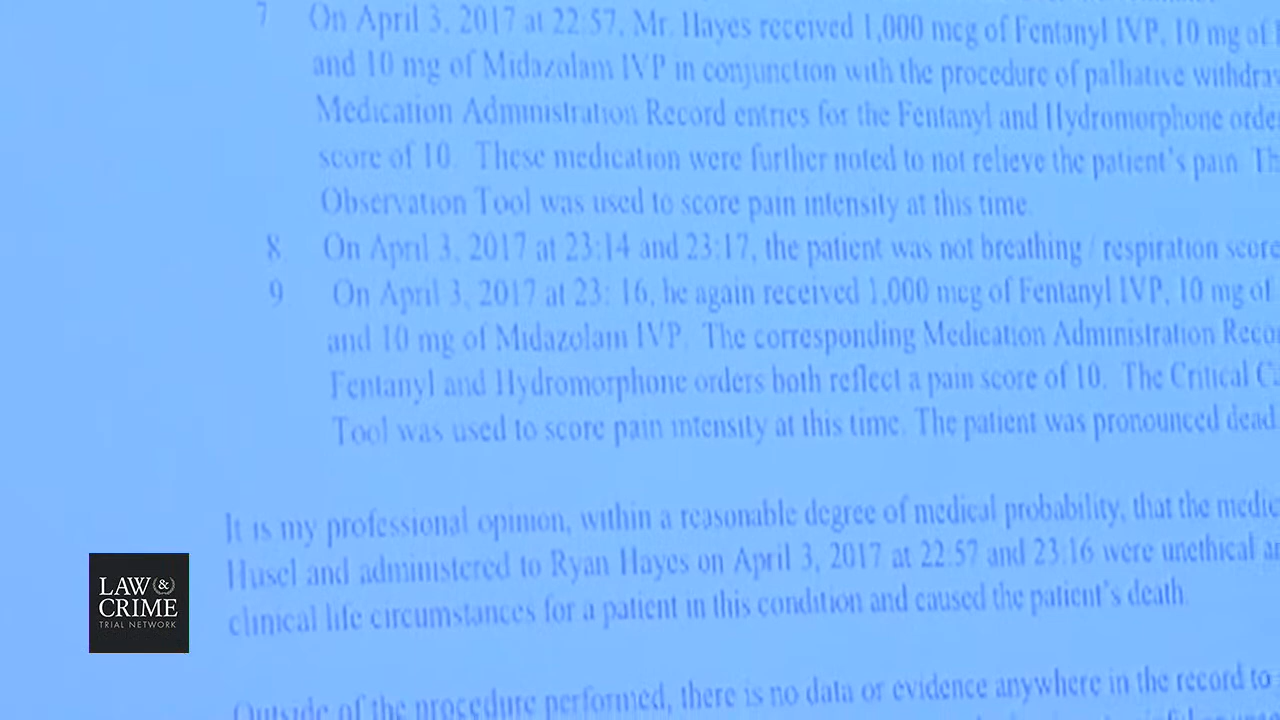 7 On April 3, 2017 at 22:57, Mr. Hayes received 1,000 mcg of Fentanyl IVP, 10 mg of
and 10 mg of Midazolam IVP in conjunction with the procedure of palliative
Medication Administration Record entries for the Fentanyl and Hydromorphone
score of 10. These medication were further noted to not relieve the patient's pain.
Observation Tool was used to score pain intensity at this time.
8 On April 3, 2017 at 23:14 and 23:17, the patient was not breathing / respiration score
9 On April 3, 2017 at 23: 16, he again received 1,000 mcg of Fentanyl IVP, 10 mg of
and 10 mg of Midazolam IVP. The corresponding Medication Administration
Fentanyl and Hydromorphone orders both reflect a pain score of 10. The Critical
Tool was used to score pain intensity at this time. The patient was pronounced dead
It is my professional opinion, within a reasonable degree of medical probability, that the
Husel and administered to Ryan Hayes on April 3, 2017 at 22:57 and 23:16 were unethical
clinical life circumstances for a patient in this condition and caused the patient's death.
Outside of the procedure performed, there is no data or evidence anywhere in the record to
LAW &
CRIME
TRIAL NETWORK